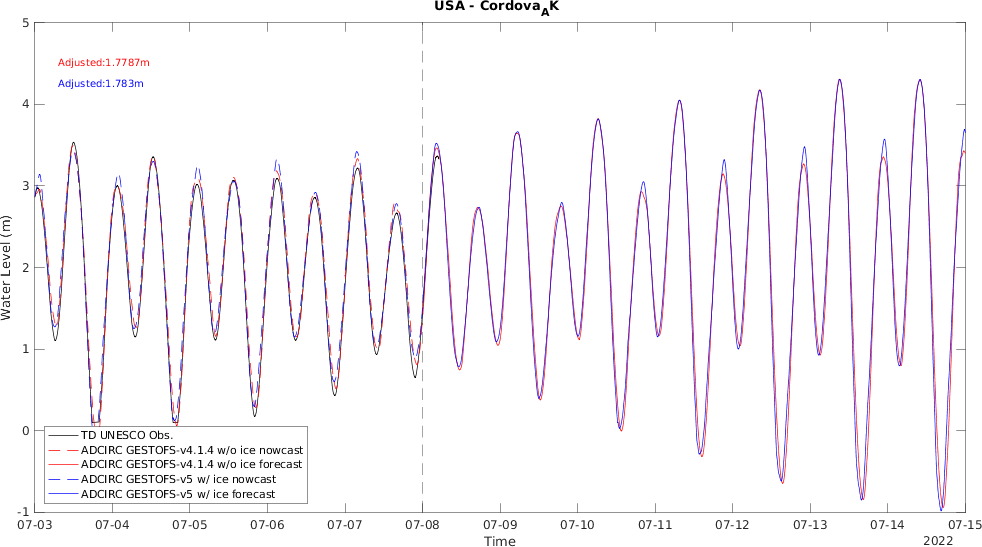 USA - Cordova_AK
5
Adjusted:1.7787m
Adjusted:1.783m
4
3
2
1
0
-1
Water Level (m)
TD UNESCO Obs.
ADCIRC GESTOFS-v4.1.4 w/o ice nowcast
ADCIRC GESTOFS-v4.1.4 w/o ice forecast
ADCIRC GESTOFS-v5 w/ ice nowcast
ADCIRC GESTOFS-v5 w/ ice forecast
07-03 07-04 07-05 07-06 07-07 07-08 07-09 07-10 07-11 07-12 07-13 07-14 07-15
Time
2022